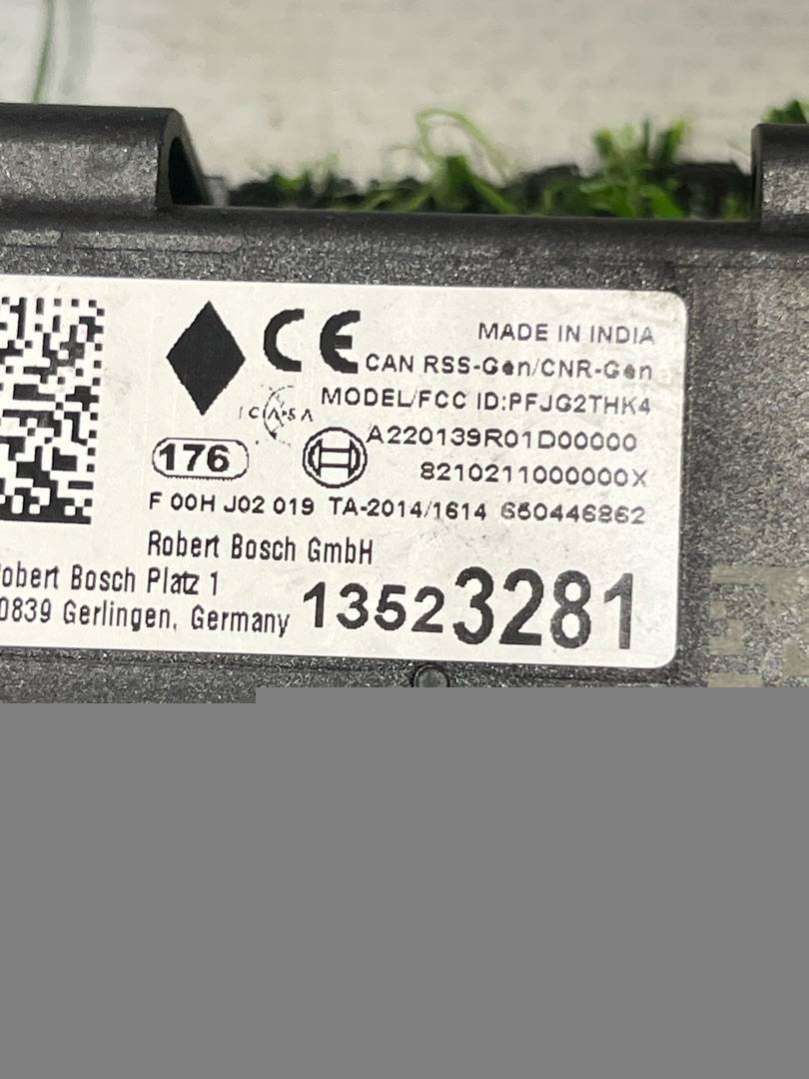 CE
MADE IN INDIA
CAN RSS-Gen/CNR-Gen
MODEL/FCC ID:PFJG2THK4
ICASA
A220139R01D00000
176
8210211000000X
F 00H J02 019 TA-2014/1614 660446862
Robert Bosch GmbH
obert Bosch Platz 1
0839 Gerlingen, Germany
13523281